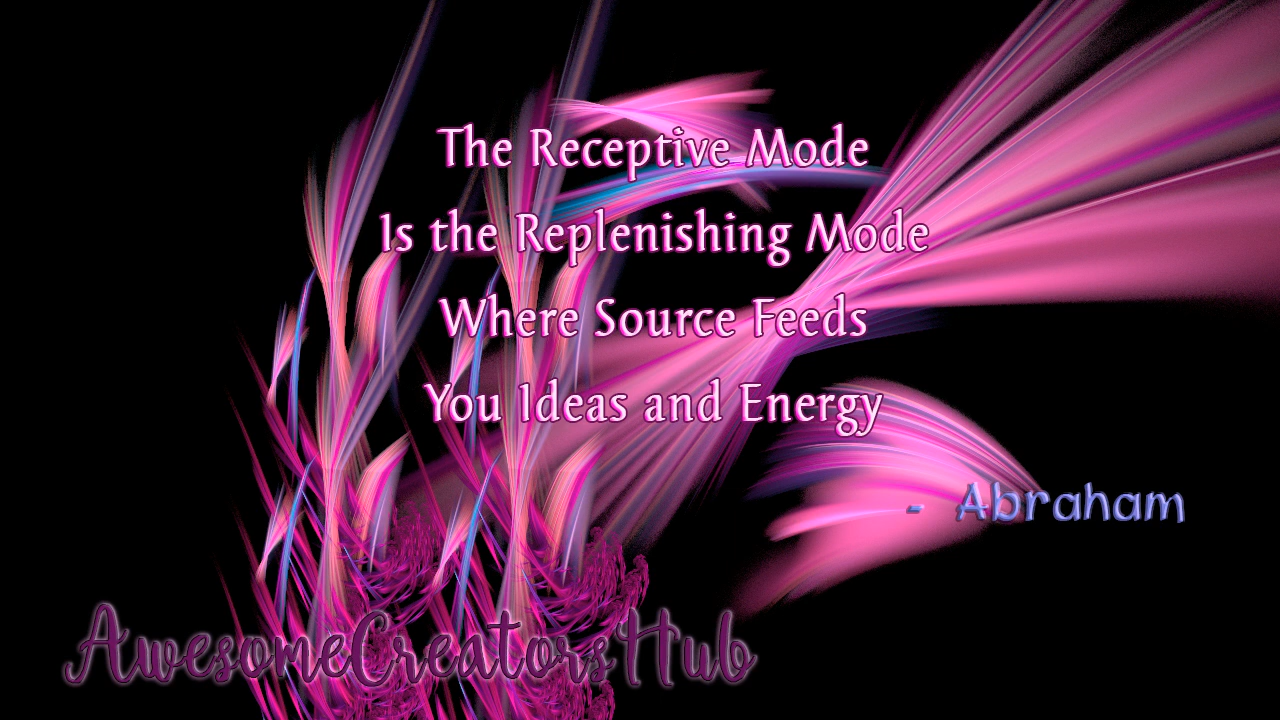 The Receptive Mode
Is the Replenishing Mode
Where Source Feeds
You Ideas and Energy
- Abraham
AwesomeCreatorsHub